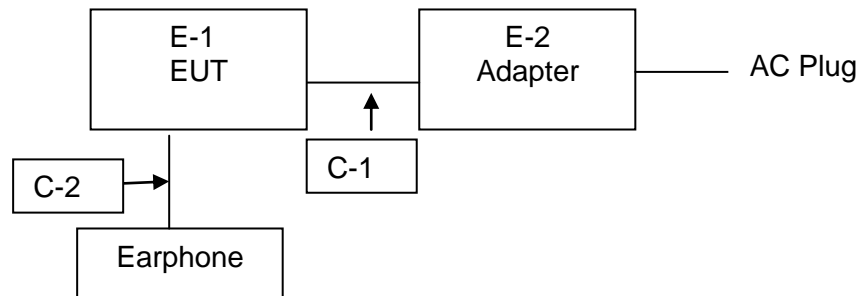 E-1
EUT
E-2
Adapter
AC Plug
C-1
C-2
Earphone